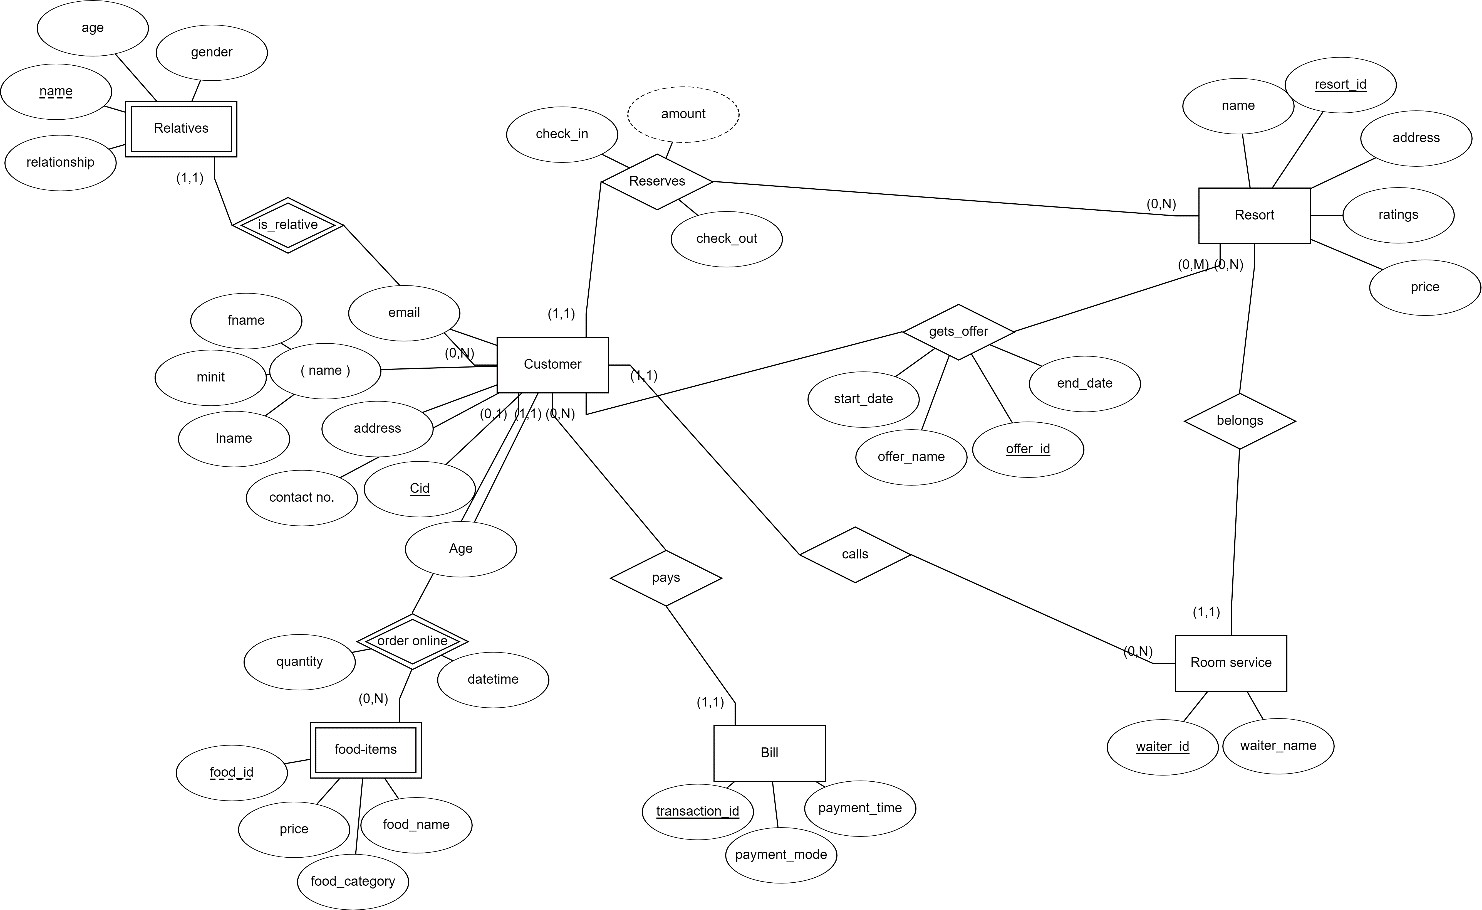 age
gender
name
relationship
Relatives
(1,1)
is_relative
check_in
amount
Reserves
check_out
name
resort_id
address
ratings
price
Resort
(0,N)
(0,M) (0,N)
email
fname
minit
( name )
lname
(0,N)
Customer
(1,1)
(1,1)
address
(0,1) (1,1) (0,N)
contact no.
Cid
Age
gets_offer
start_date
end_date
offer_name
offer_id
belongs
calls
pays
order online
quantity
datetime
(0,N)
(1,1)
(0,N)
(1,1)
Room service
waiter_id
waiter_name
food-items
food_id
price
food_name
food_category
Bill
transaction_id
payment_time
payment_mode